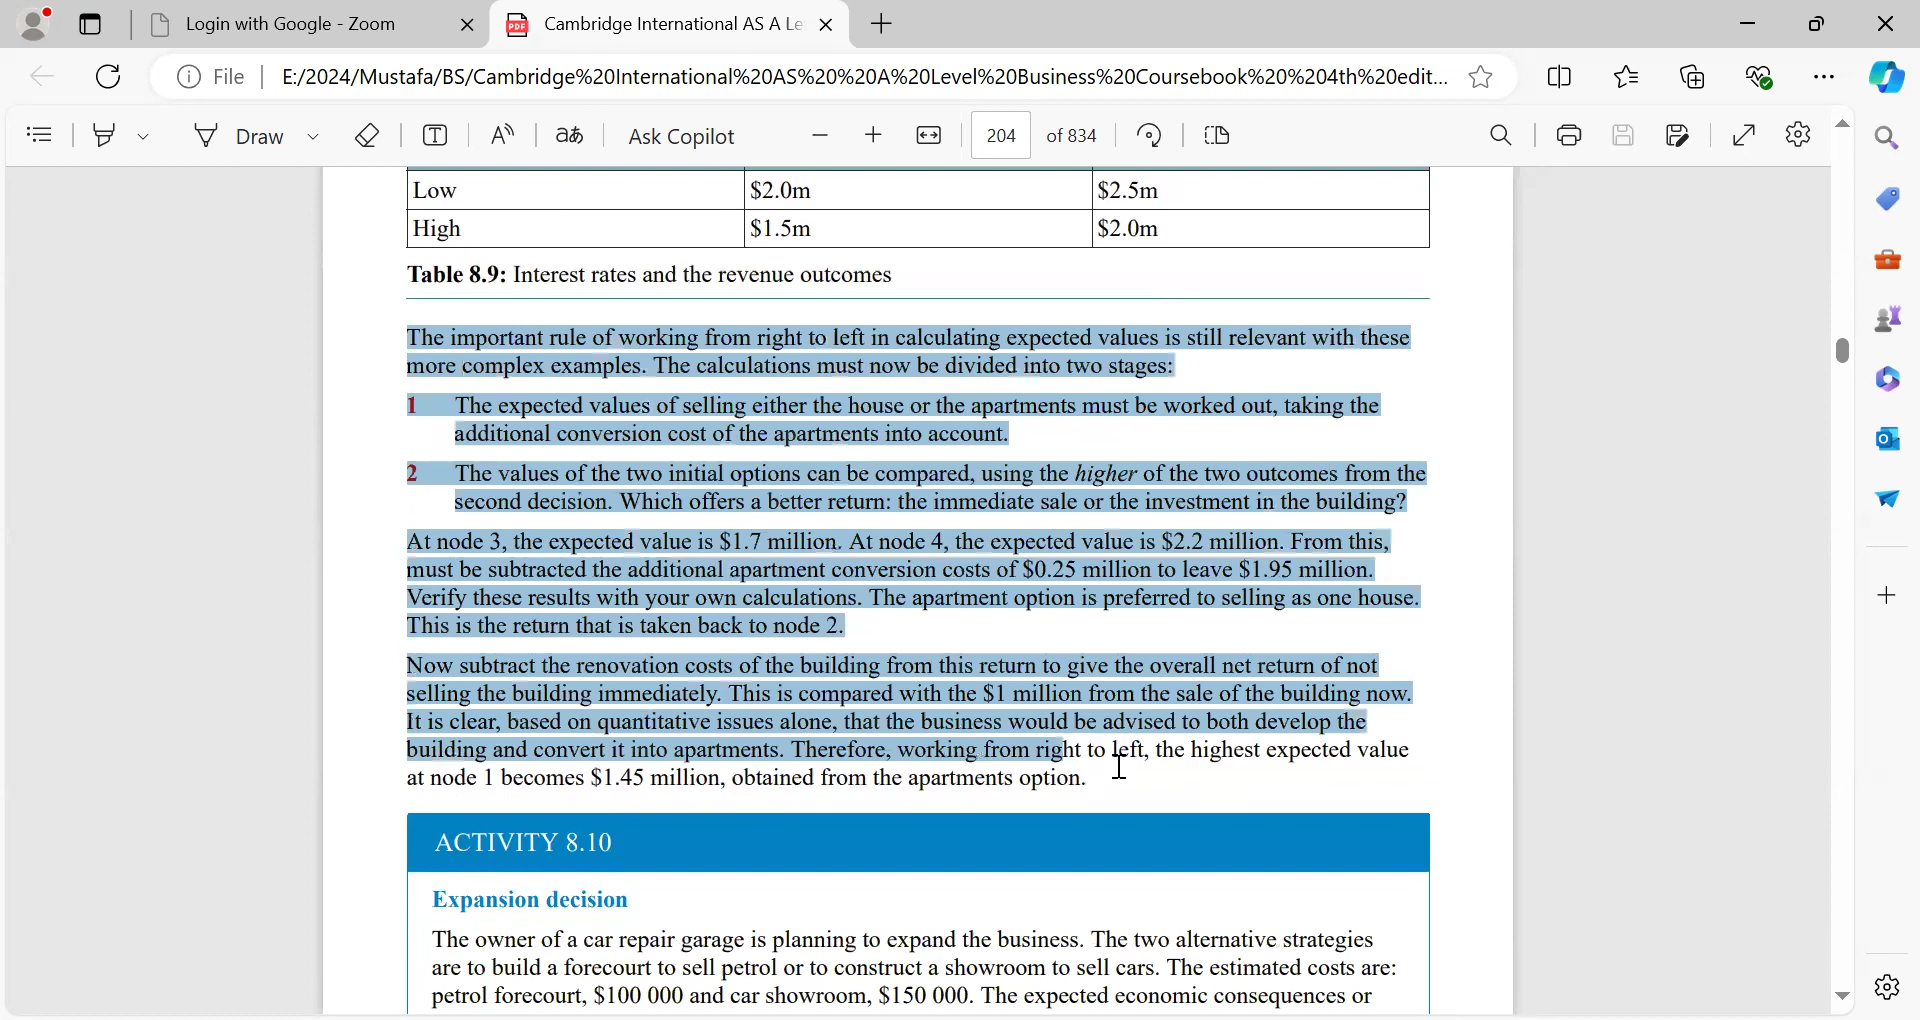 Login with Google - Zoom
Cambridge International AS A Le
File
E:/2024/Mustafa/BS/Cambridge%20International%20AS%20%20A%20Level%20Business%20Coursebook%20%204th%20edit...
Draw
Ask Copilot
204 of 834
Low $2.0m $2.5m
High $1.5m $2.0m
Table 8.9: Interest rates and the revenue outcomes
The important rule of working from right to left in calculating expected values is still relevant with these
more complex examples. The calculations must now be divided into two stages:
1 The expected values of selling either the house or the apartments must be worked out, taking the
additional conversion cost of the apartments into account.
2 The values of the two initial options can be compared, using the higher of the two outcomes from the
second decision. Which offers a better return: the immediate sale or the investment in the building?
At node 3, the expected value is $1.7 million. At node 4, the expected value is $2.2 million. From this,
must be subtracted the additional apartment conversion costs of $0.25 million to leave $1.95 million.
Verify these results with your own calculations. The apartment option is preferred to selling as one house.
This is the return that is taken back to node 2.
Now subtract the renovation costs of the building from this return to give the overall net return of not
selling the building immediately. This is compared with the $1 million from the sale of the building now.
It is clear, based on quantitative issues alone, that the business would be advised to both develop the
building and convert it into apartments. Therefore, working from right to left, the highest expected value
at node 1 becomes $1.45 million, obtained from the apartments option.
ACTIVITY 8.10
Expansion decision
The owner of a car repair garage is planning to expand the business. The two alternative strategies
are to build a forecourt to sell petrol or to construct a showroom to sell cars. The estimated costs are:
petrol forecourt, $100 000 and car showroom, $150 000. The expected economic consequences or